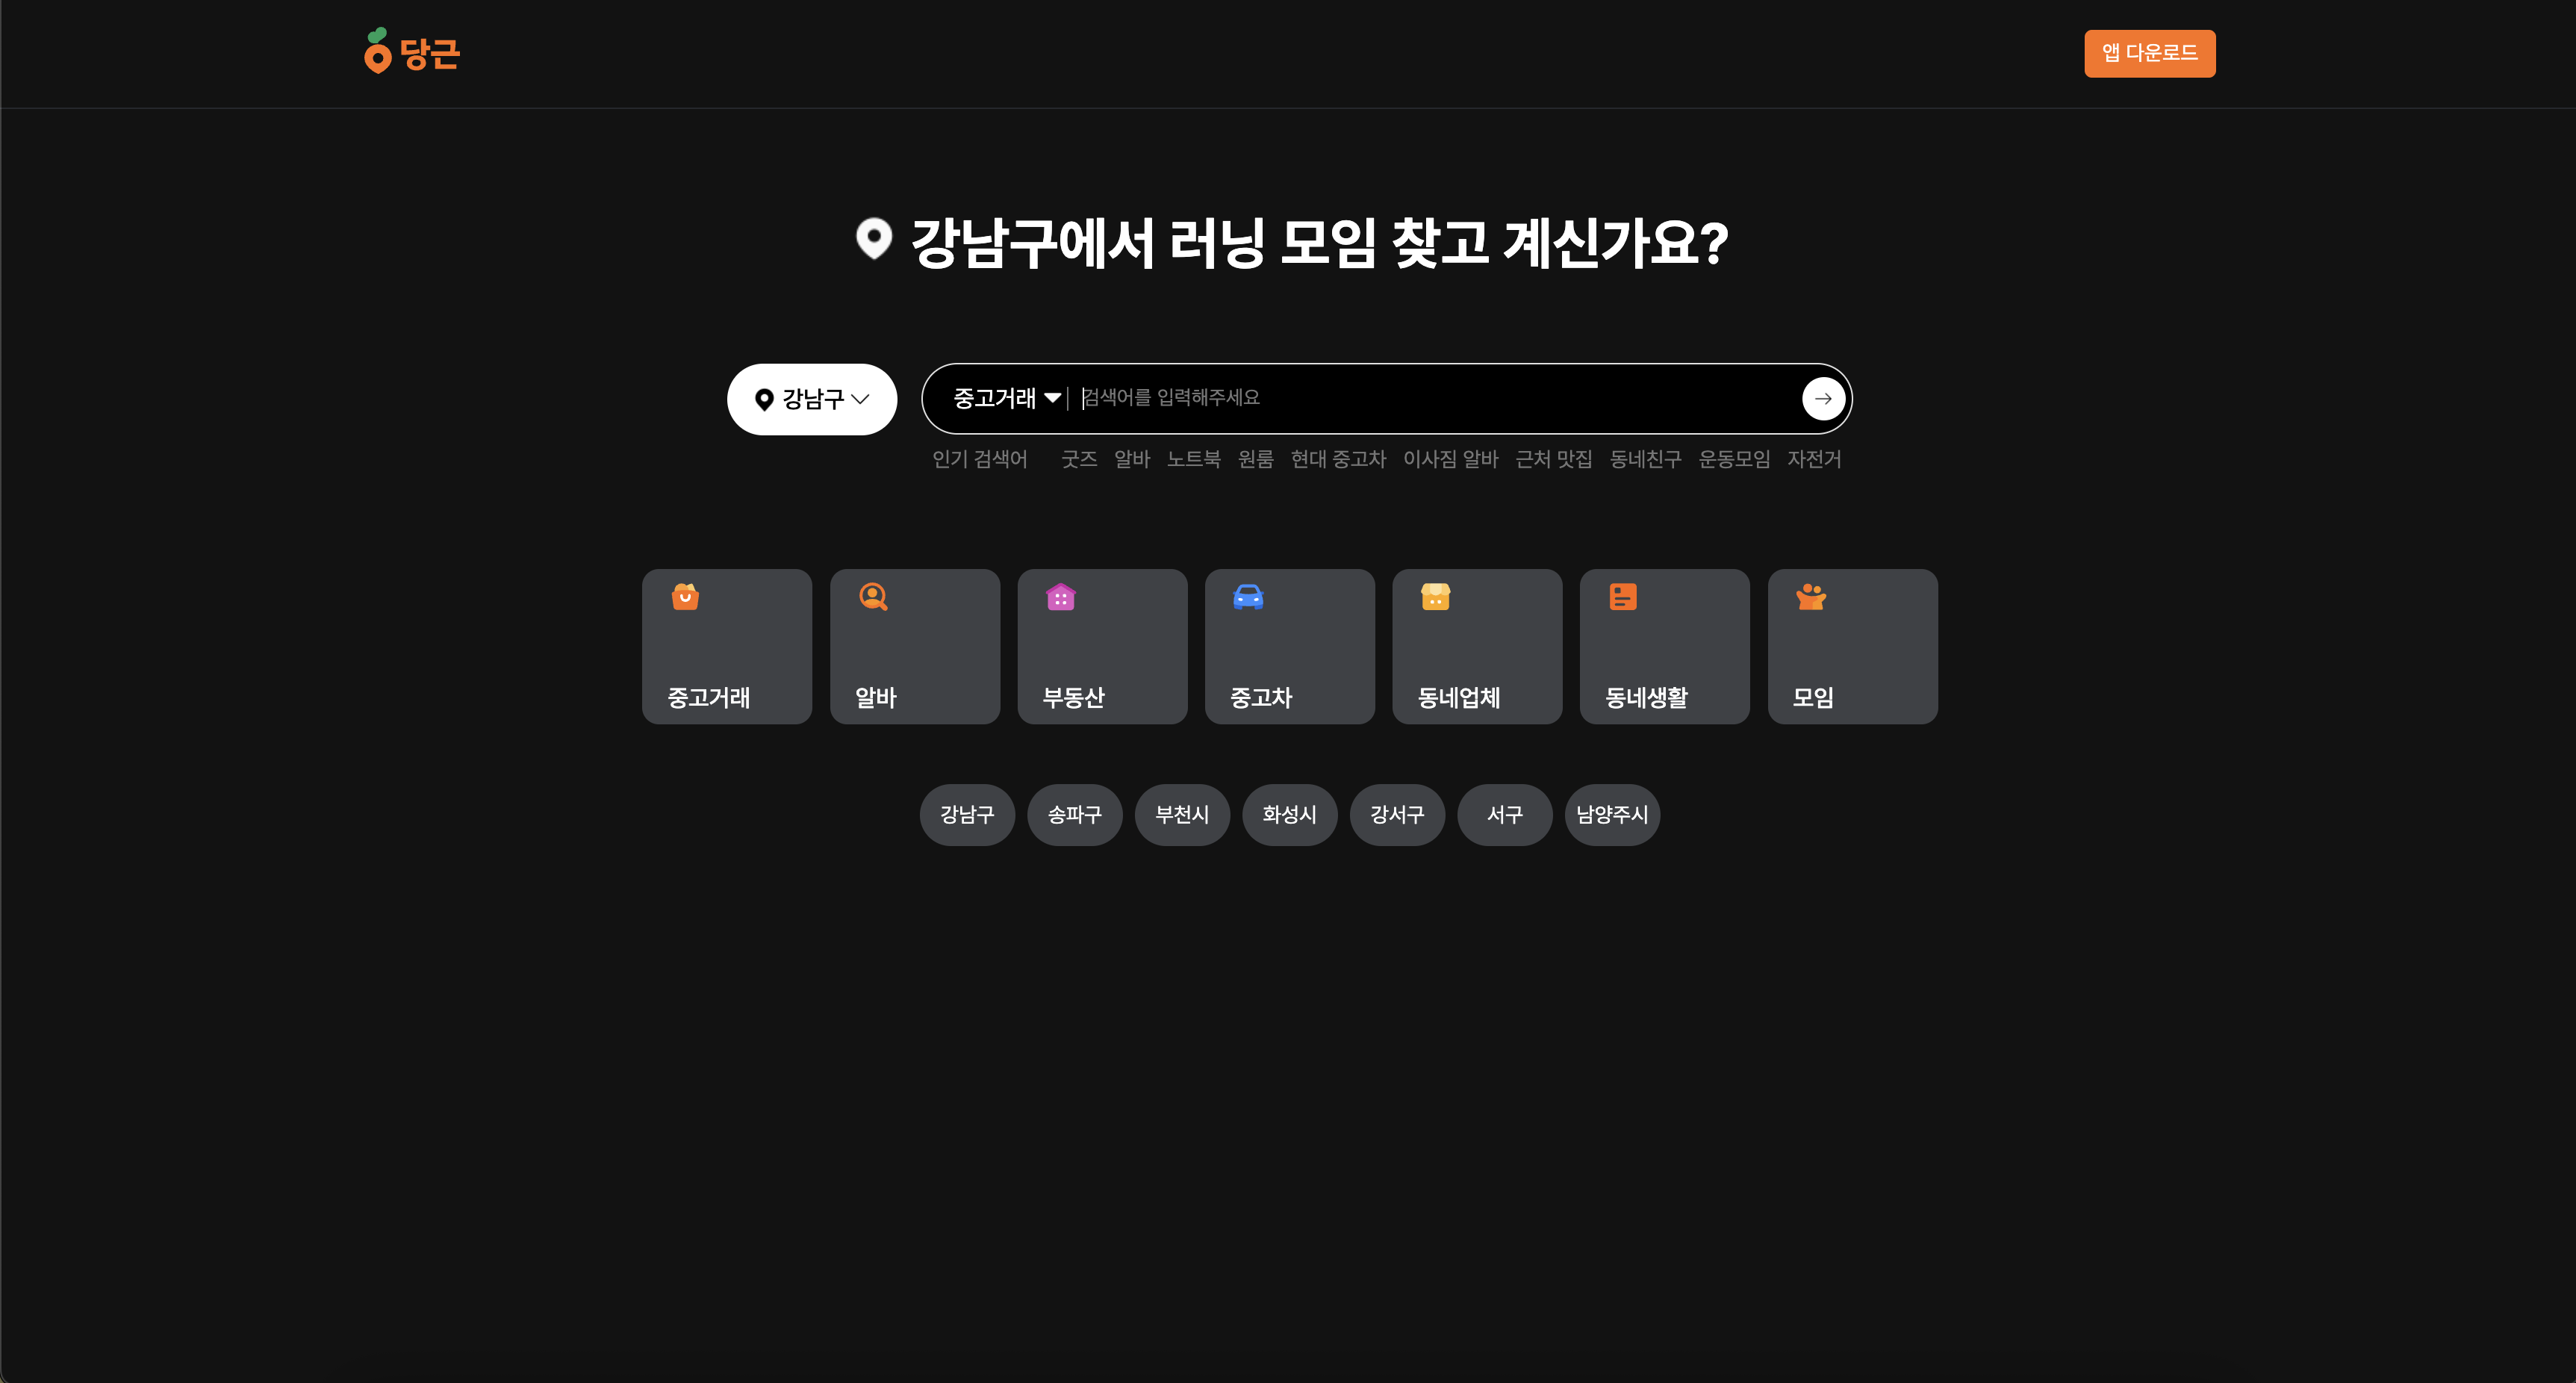 당근
앱 다운로드
강남구에서 러닝 모임 찾고 계신가요?
강남구
중고거래 검색어를 입력해주세요
인기 검색어 굿즈 알바 노트북 원룸 현대 중고차 이사짐 알바 근처 맛집 동네친구 운동모임 자전거
중고거래 알바 부동산 중고차 동네업체 동네생활 모임
강남구 송파구 부천시 화성시 강서구 서구 남양주시